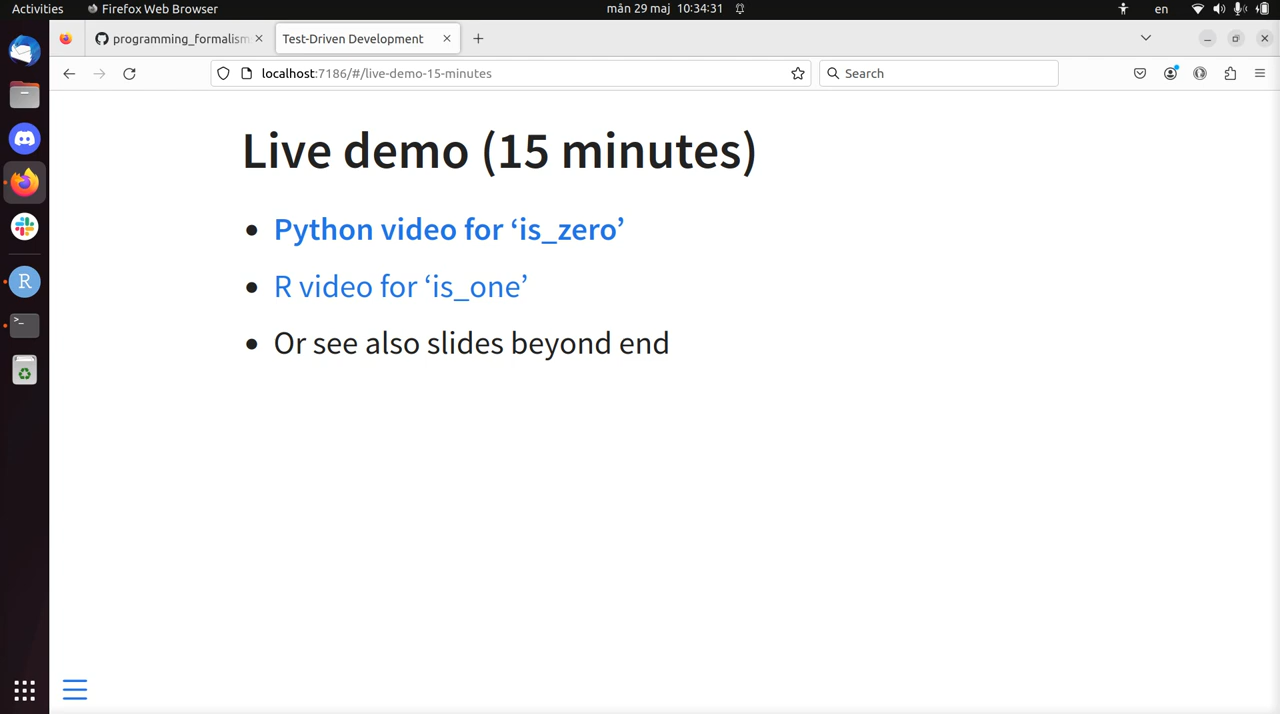 Activities
Firefox Web Browser
mån 29 maj 10:34:31
en
programming_formalism
Test-Driven Development
localhost:7186/#/live-demo-15-minutes
Search
Live demo (15 minutes)
• Python video for ‘is_zero’
• R video for ‘is_one’
• Or see also slides beyond end
R